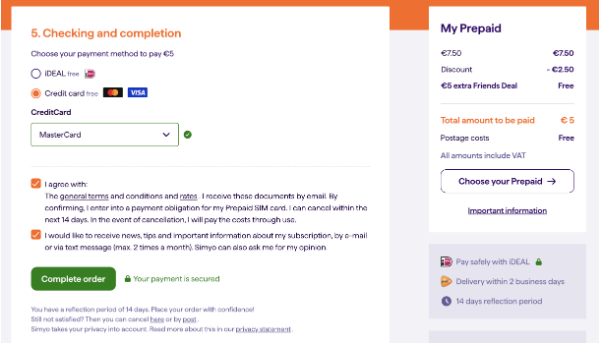 5. Checking and completion
Choose your payment method to pay €5
iDEAL free
Credit card free VISA
CreditCard
MasterCard
I agree with:
The general terms and conditions and rates . I receive these documents by email. By
confirming, I enter into a payment obligation for my Prepaid SIM card. I can cancel within the
next 14 days. In the event of cancellation, I will pay the costs through use.
I would like to receive news, tips and important information about my subscription, by e-mail
or via text message (max. 2 times a month). Simyo can also ask me for my opinion.
Complete order
Your payment is secured
You have a reflection period of 14 days. Place your order with confidence!
Still not satisfied? Then you can cancel here or by post .
Simyo takes your privacy into account. Read more about this in our privacy statement .
My Prepaid
€7.50 €7.50
Discount - €2.50
€5 extra Friends Deal Free
Total amount to be paid € 5
Postage costs Free
All amounts include VAT
Choose your Prepaid →
Important information
Pay safely with iDEAL
Delivery within 2 business days
14 days reflection period